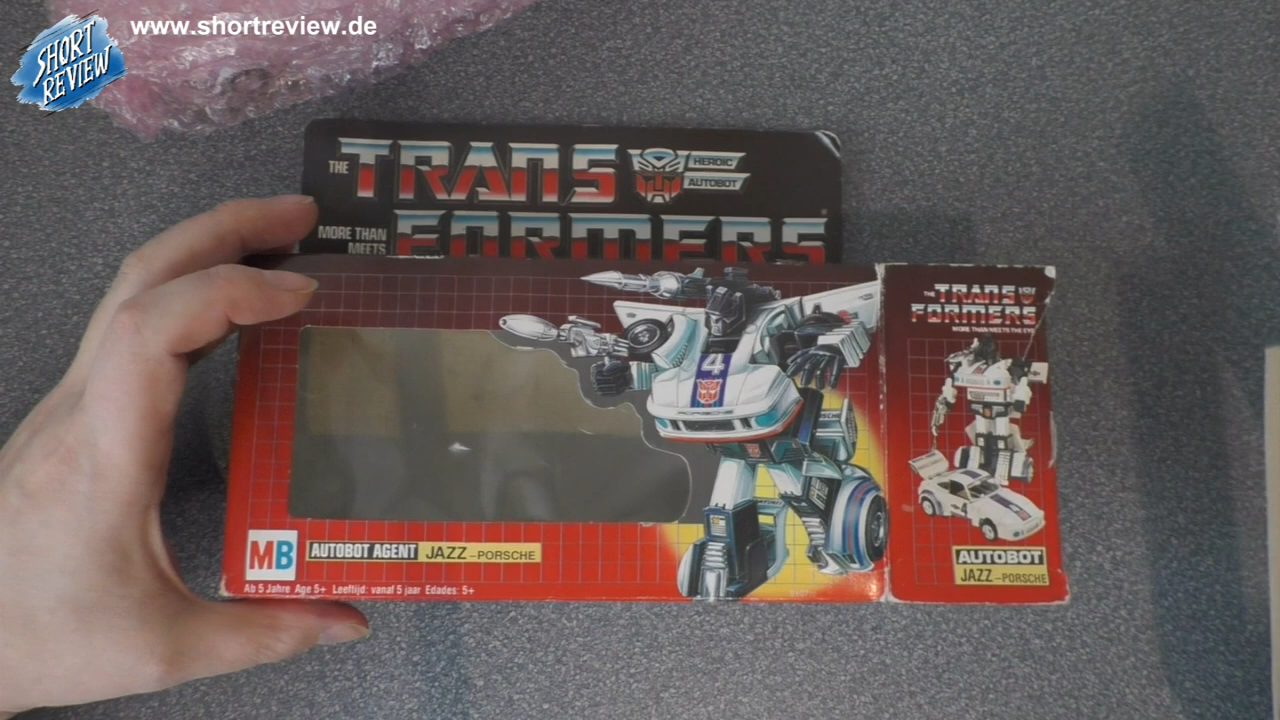 www.shortreview.de
SHORT
REVIEW
THE TRANS
HEROIC
AUTOBOT
MORE THAN
MEETS
FORMERS
4
PORSCHE
MB
AUTOBOT AGENT JAZZ – PORSCHE
Ab 5 Jahre Age 5+ Leeftijd: vanaf 5 jaar Edades: 5+
THE TRANS
FORMERS
MORE THAN MEETS THE EYE
4
AUTOBOT
JAZZ – PORSCHE